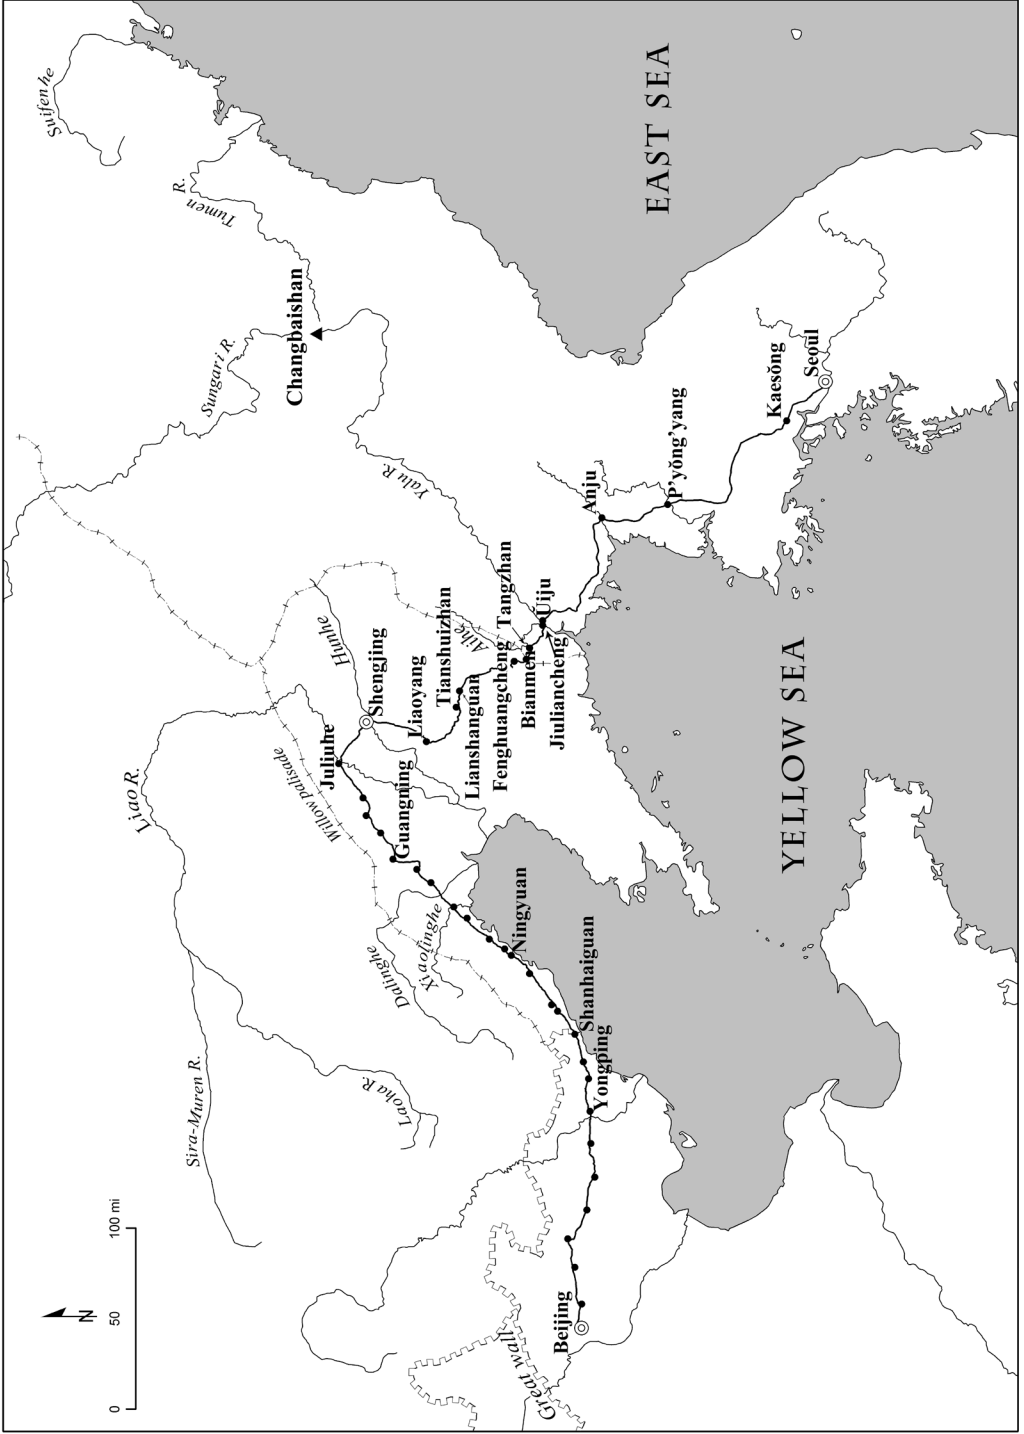 Suifenhe
Tumen R.
EAST SEA
Changbaishan
Sungari R.
Yalu R.
Seoul
Kaesŏng
P'yŏng'yang
Anju
Ŭiju
Tangzhan
Jiuliancheng
Bianmen
Fenghuangcheng
Aihe
Tianshuizhan
Lianshanguan
Liaoyang
Shengjing
Hunhe
Juliuhe
Guangning
Willow palisade
Liao R.
YELLOW SEA
Ningyuan
Xiaolinghe
Dalinghe
Shanhaiguan
Yongping
Laoha R.
Sira-Muren R.
Beijing
Great wall
N
0 50 100 mi